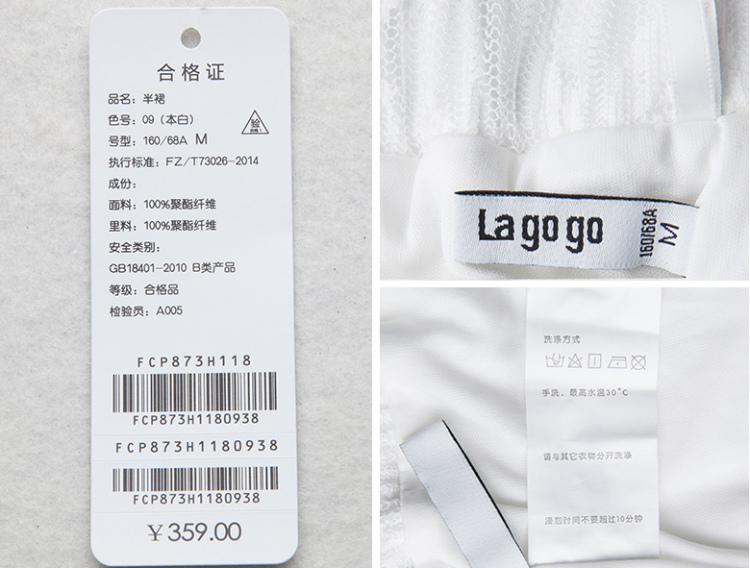 合格证
品名：半裙
色号：09（本白）
验
合格
号型：160/68A M
执行标准：FZ/T73026-2014
成份：
面料：100%聚酯纤维
里料：100%聚酯纤维
安全类别：
GB18401-2010 B类产品
等级：合格品
检验员：A005
FCP873H118
FCP873H1180938
FCP873H1180938
FCP873H1180938
￥359.00
Lagogo
160/68A
M
洗涤方式
手洗，最高水温30°C
请与其它衣物分开洗涤
浸泡时间不要超过10分钟